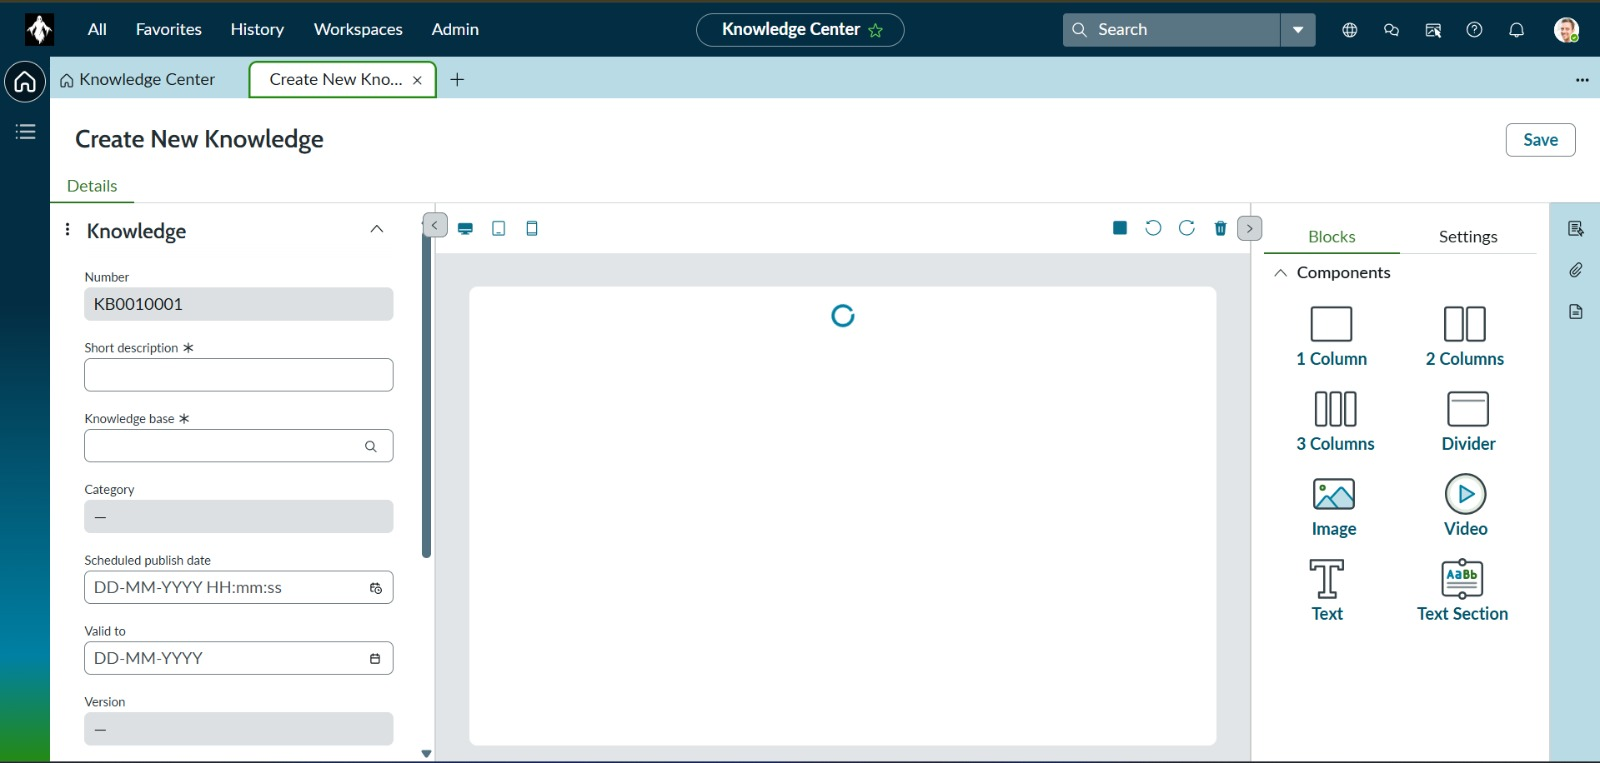 All Favorites History Workspaces Admin
Knowledge Center
Search
Knowledge Center
Create New Kno...
Create New Knowledge
Save
Details
Knowledge
Number
KB0010001
Short description *
Knowledge base *
Category
—
Scheduled publish date
DD-MM-YYYY HH:mm:ss
Valid to
DD-MM-YYYY
Version
—
Blocks Settings
Components
1 Column
2 Columns
3 Columns
Divider
Image
Video
Text
AaBb
Text Section